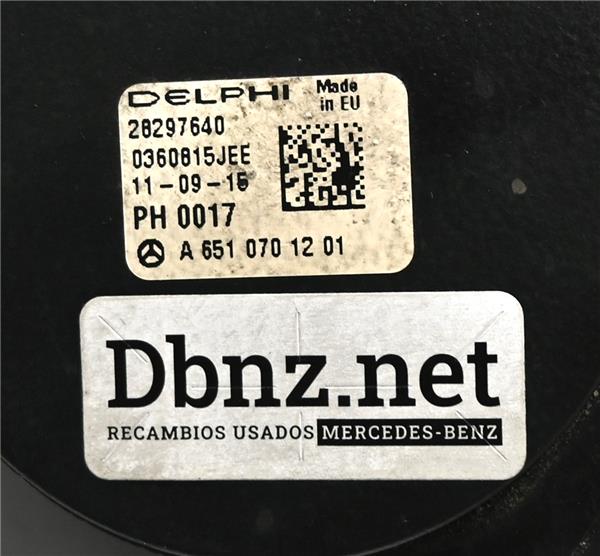 DELPHI Made
in EU
28297640
0360815JEE
11-09-15
PH 0017
A 651 070 12 01
Dbnz.net
RECAMBIOS USADOS MERCEDES-BENZ